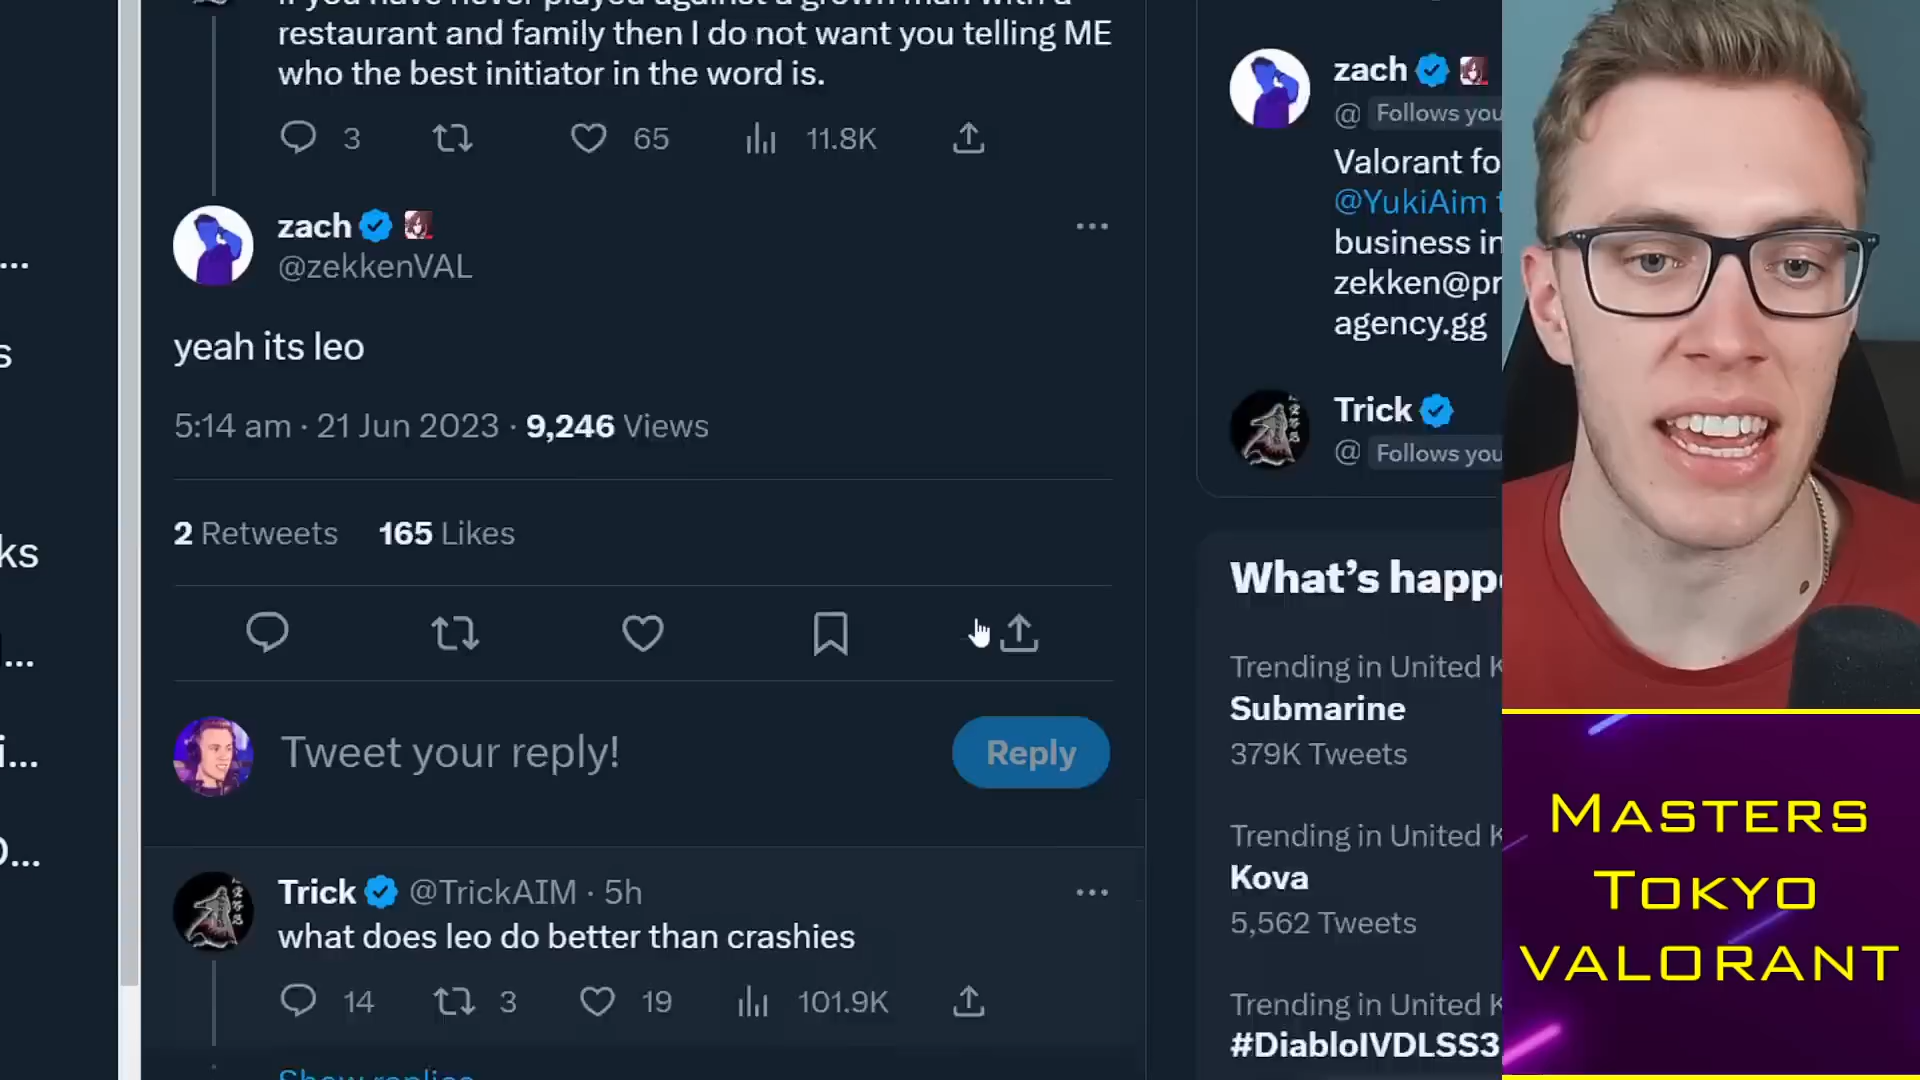 restaurant and family then I do not want you telling ME
who the best initiator in the word is.
3
65
11.8K
zach
@zekkenVAL
yeah its leo
5:14 am · 21 Jun 2023 · 9,246 Views
2 Retweets 165 Likes
Tweet your reply!
Reply
Trick @TrickAIM · 5h
what does leo do better than crashies
14
3
19
101.9K
Show replies
zach
@ Follows you
Valorant fo
@YukiAim t
business in
zekken@pr
agency.gg
Trick
@ Follows you
What's happe
Trending in United K
Submarine
379K Tweets
Trending in United K
Kova
5,562 Tweets
Trending in United K
#DiabloIVDLSS3
MASTERS
TOKYO
VALORANT